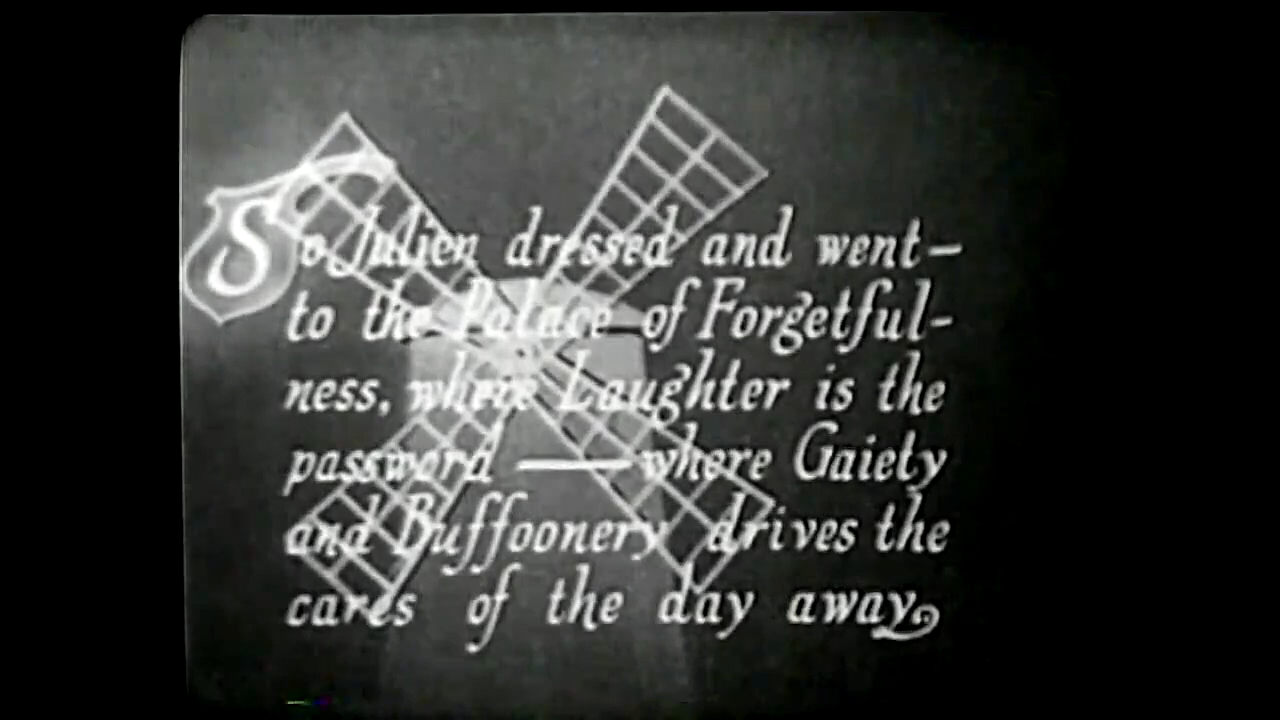 So Julien dressed and went—
to the Palace of Forgetful-
ness, where Laughter is the
password — where Gaiety
and Buffoonery drives the
cares of the day away.